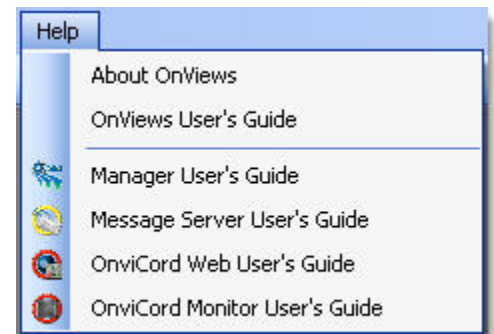 Help
About OnViews
OnViews User's Guide
Manager User's Guide
Message Server User's Guide
OnviCord Web User's Guide
OnviCord Monitor User's Guide